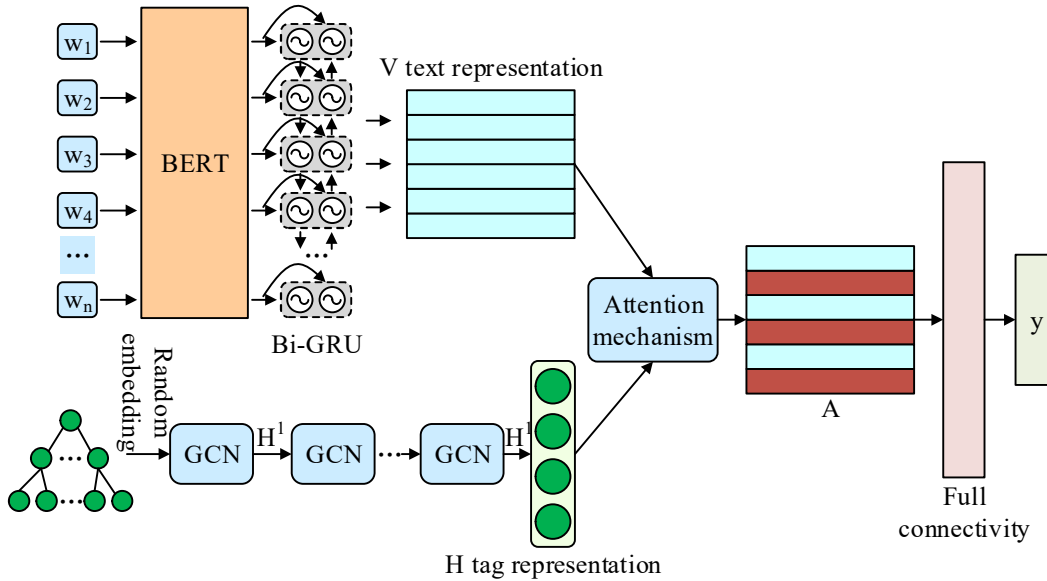 w1
w2
w3
w4
...
wn
BERT
...
Bi-GRU
V text representation
Attention
mechanism
A
Full
connectivity
y
Random
embedding
...
...
GCN
H1
GCN
...
GCN
H1
H tag representation